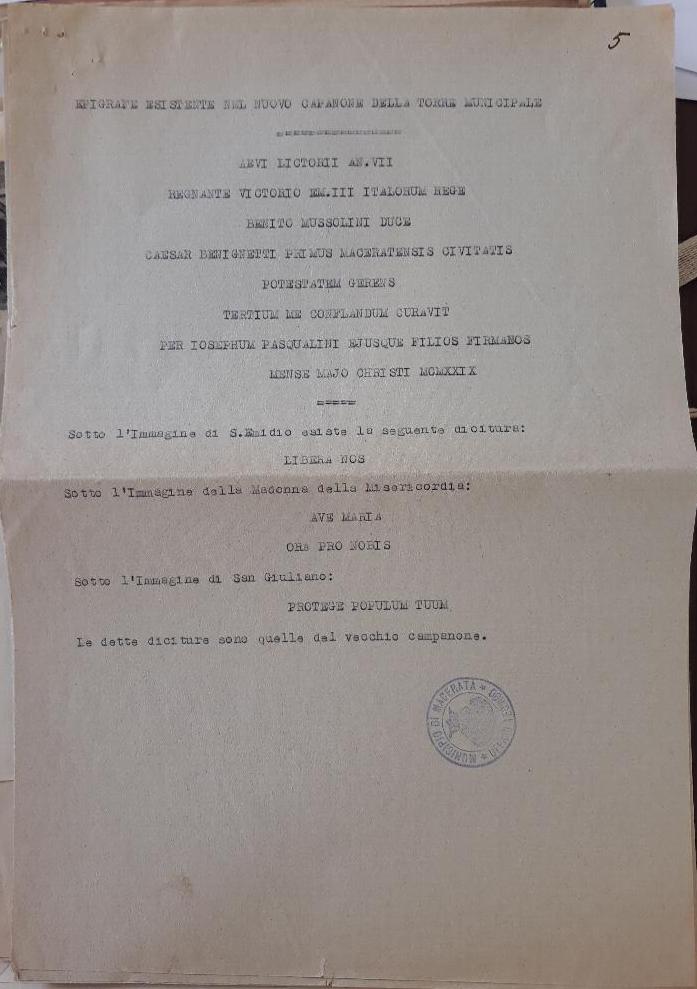 5
EPIGRAFE ESISTENTE NEL NUOVO CAPANONE DELLA TORRE MUNICIPALE
AEVI LICTORII AN.VII
REGNANTE VICTORIO EM.III ITALORUM REGE
BENITO MUSSOLINI DUCE
CAESAR BENIGNETTI PRIMUS MACERATENSIS CIVITATIS
POTESTATEM GERENS
TERTIUM ME CONFLANDUM CURAVIT
PER IOSEPHUM PASQUALINI EJUSQUE FILIOS FIRMANOS
MENSE MAJO CHRISTI MCMXXIX
Sotto l'Immagine di S.Emidio esiste la seguente dicitura:
LIBERA NOS
Sotto l'Immagine della Madonna della Misericordia:
AVE MARIA
ORa PRO NOBIS
Sotto l'Immagine di San Giuliano:
PROTEGE POPULUM TUUM
Le dette diciture sono quelle del vecchio campanone.
MUNICIPIO DI MACERATA